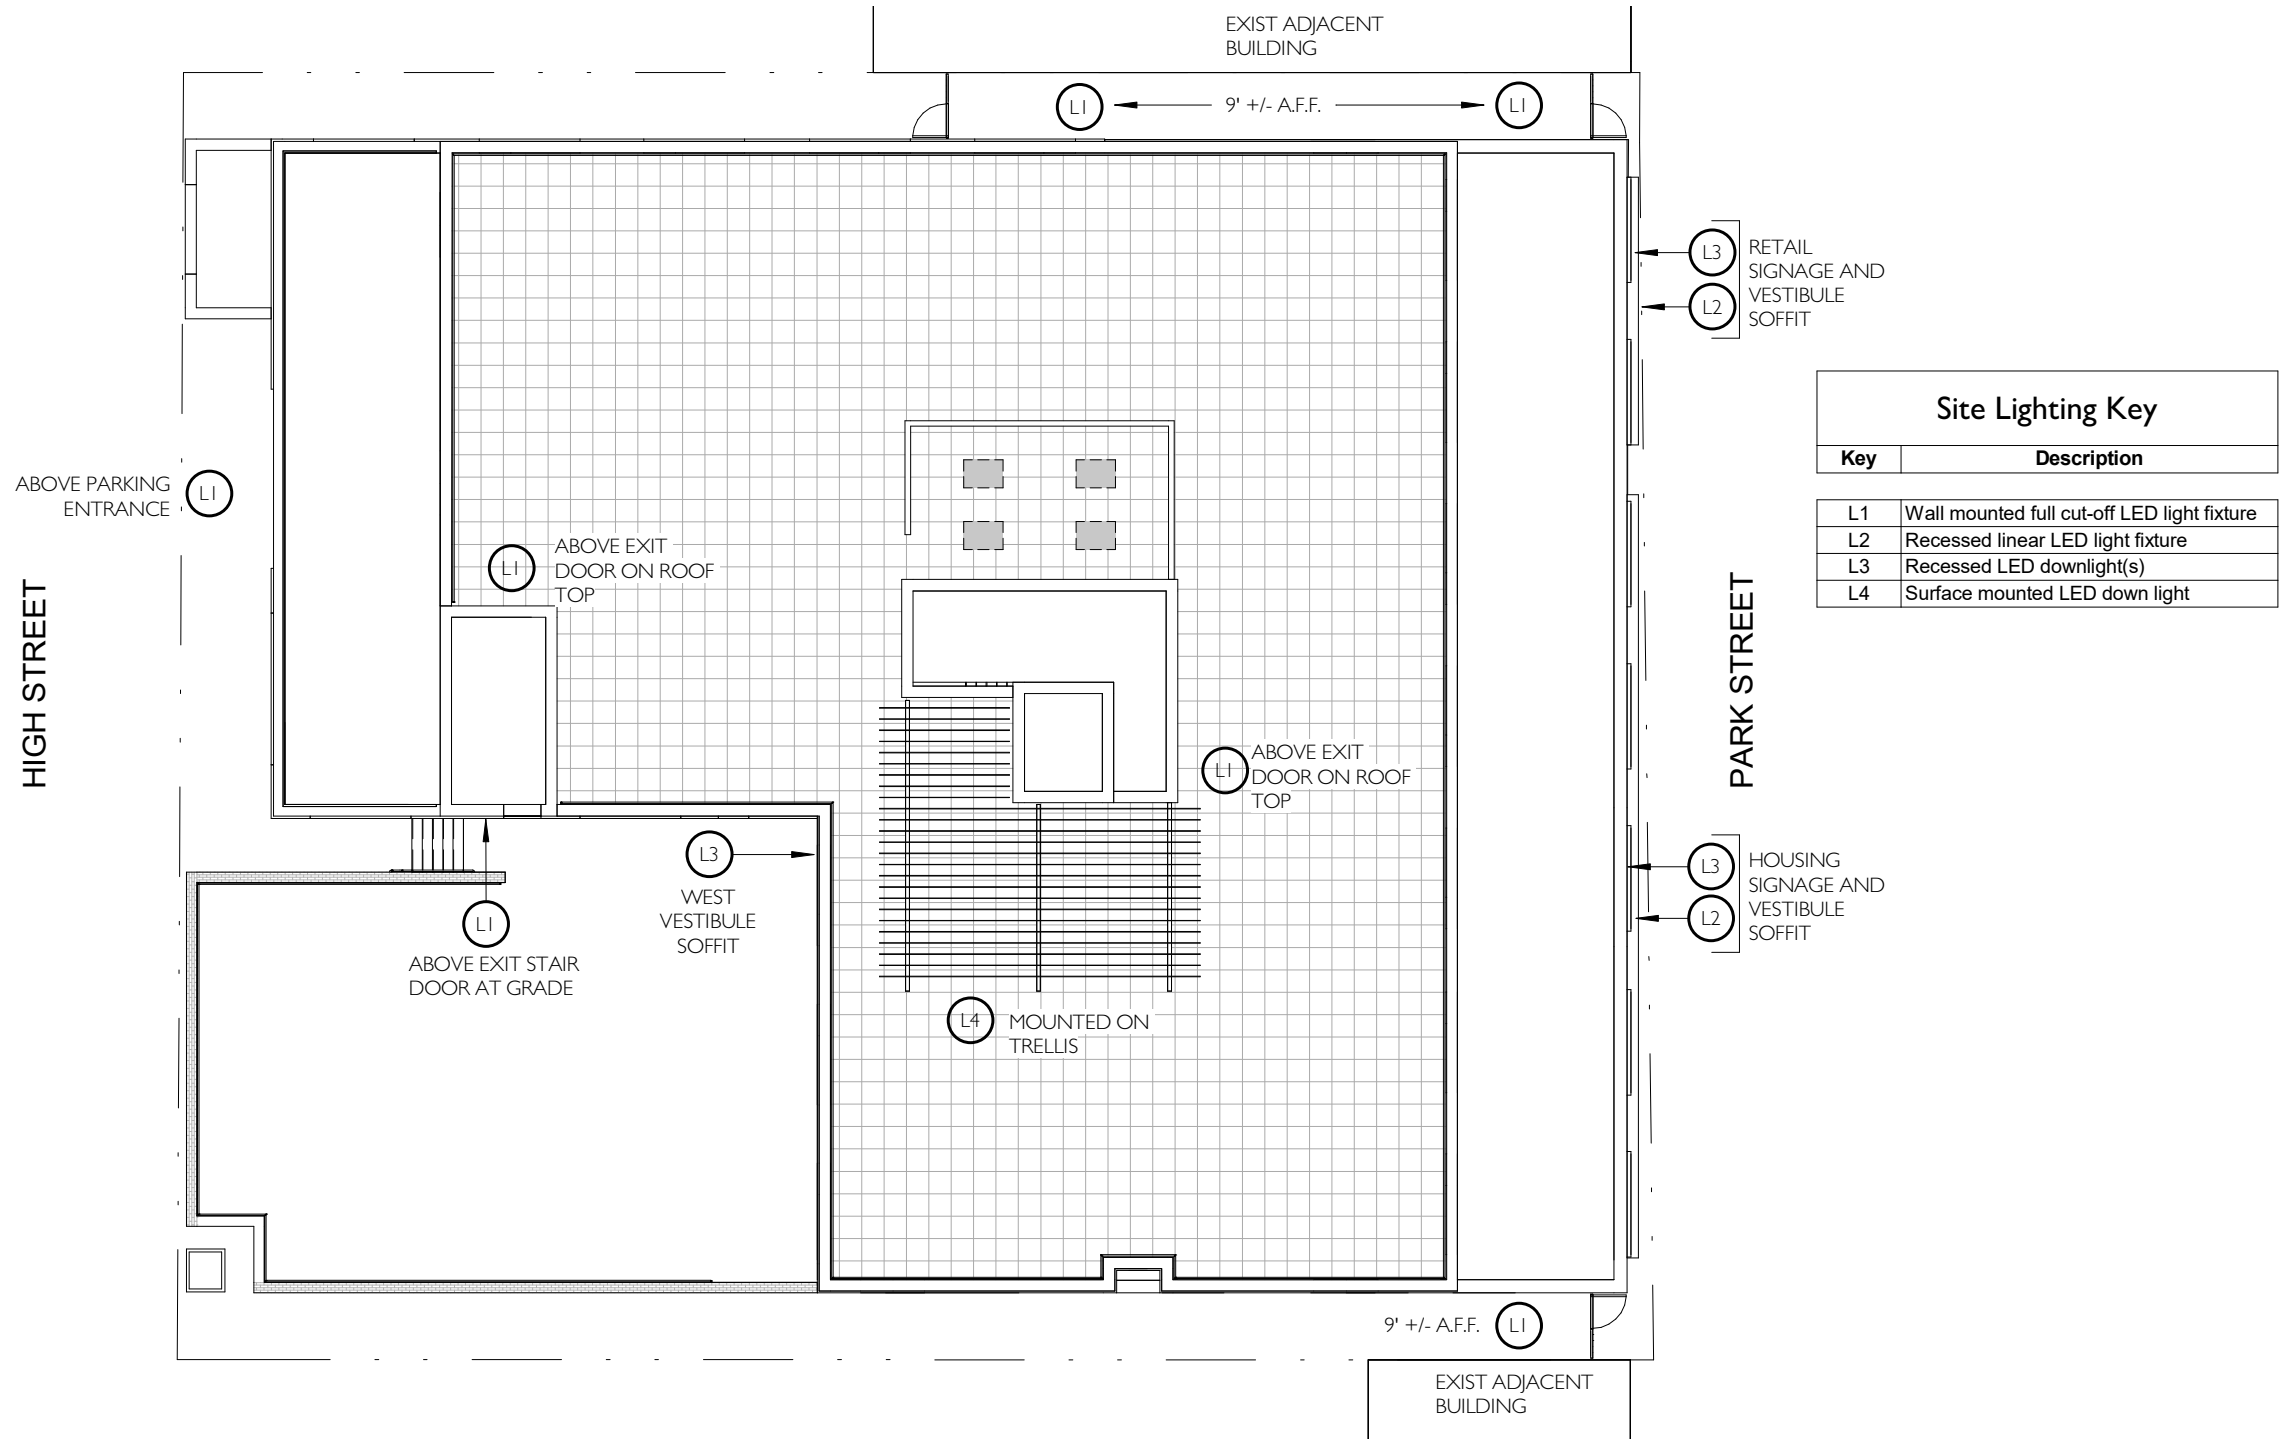 EXIST ADJACENT
BUILDING
L1
9' +/- A.F.F.
L1
L3
RETAIL
SIGNAGE AND
VESTIBULE
SOFFIT
L2
Site Lighting Key
Key Description
L1 Wall mounted full cut-off LED light fixture
L2 Recessed linear LED light fixture
L3 Recessed LED downlight(s)
L4 Surface mounted LED down light
ABOVE PARKING
ENTRANCE
L1
L1
ABOVE EXIT
DOOR ON ROOF
TOP
HIGH STREET
PARK STREET
L1
ABOVE EXIT
DOOR ON ROOF
TOP
L3
WEST
VESTIBULE
SOFFIT
L3
HOUSING
SIGNAGE AND
VESTIBULE
SOFFIT
L2
L1
ABOVE EXIT STAIR
DOOR AT GRADE
L4
MOUNTED ON
TRELLIS
9' +/- A.F.F.
L1
EXIST ADJACENT
BUILDING